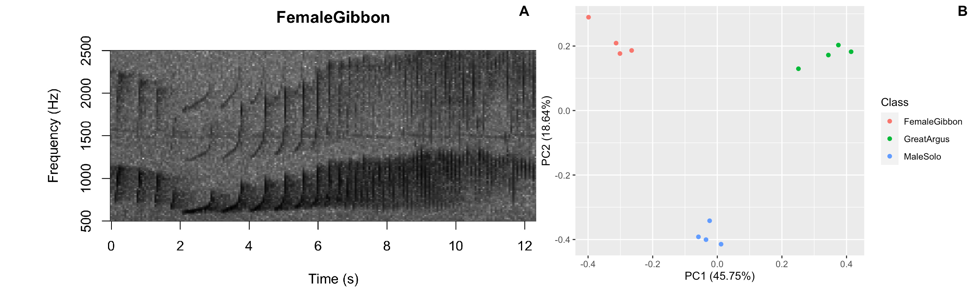 FemaleGibbon
A
Frequency (Hz)
2500
2000
1500
1000
500
0 2 4 6 8 10 12
Time (s)
B
PC2 (18.64%)
0.2
0.0
-0.2
-0.4
-0.4 -0.2 0.0 0.2 0.4
PC1 (45.75%)
Class
FemaleGibbon
GreatArgus
MaleSolo